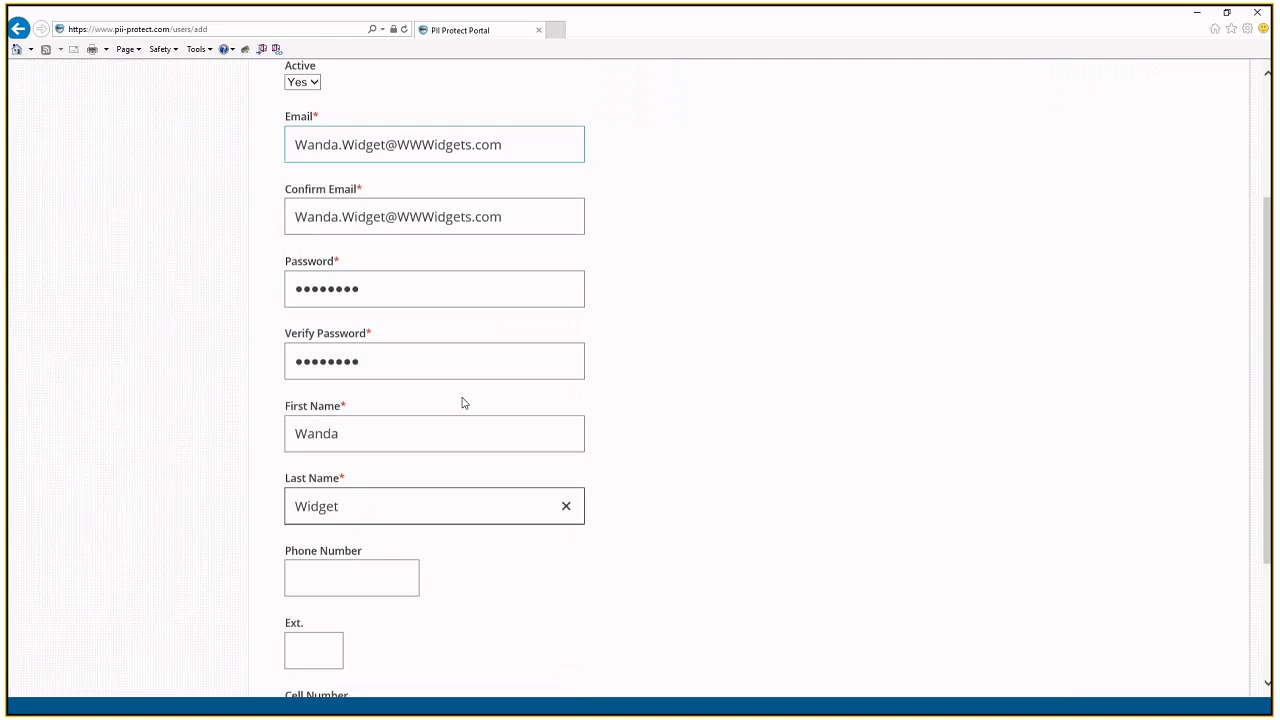 https://www.pii-protect.com/users/add
PII Protect Portal
Page
Safety
Tools
Active
Yes
Email*
Wanda.Widget@WWWidgets.com
Confirm Email*
Wanda.Widget@WWWidgets.com
Password*
••••••••
Verify Password*
••••••••
First Name*
Wanda
Last Name*
Widget
Phone Number
Ext.
Cell Number